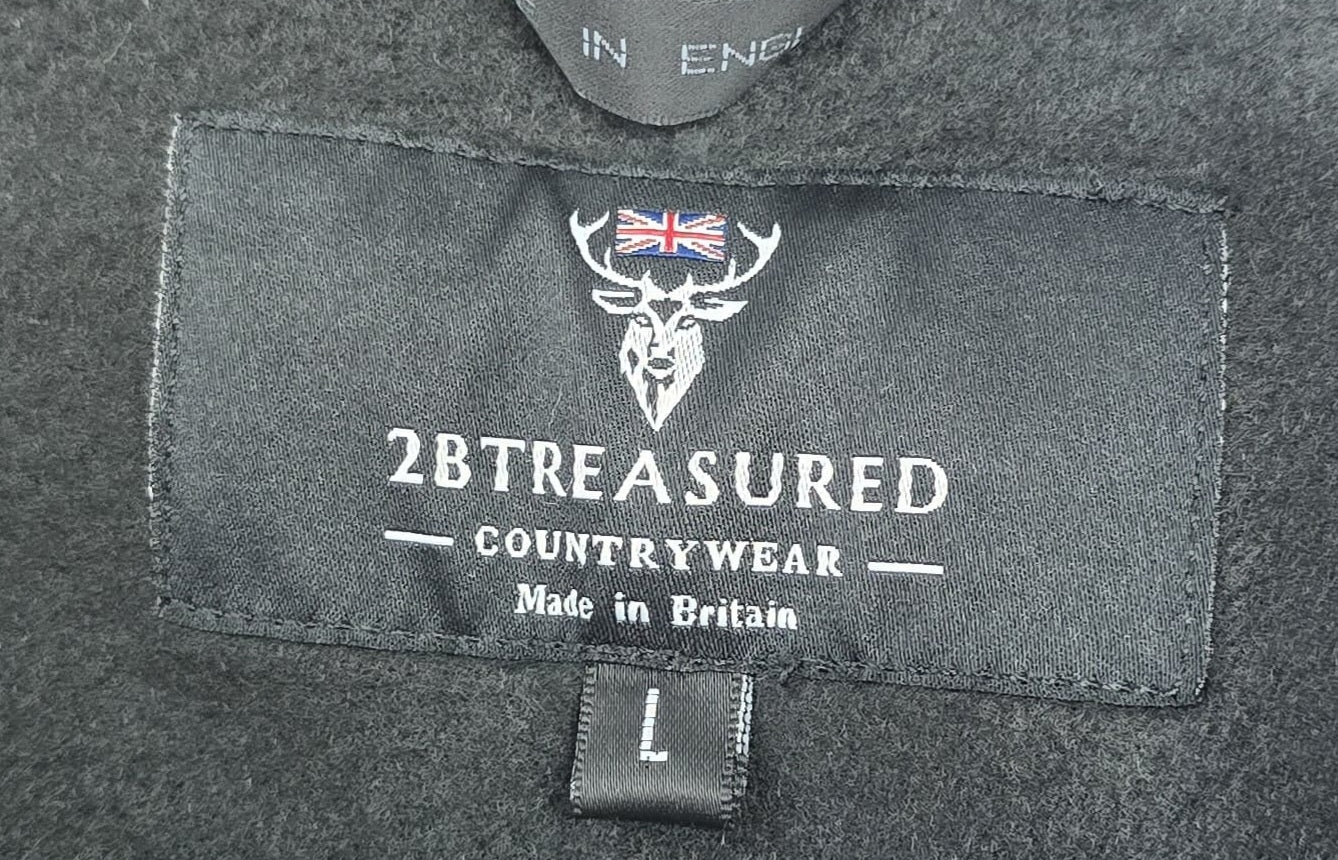 IN ENGL
2BTREASURED
COUNTRYWEAR
Made in Britain
L